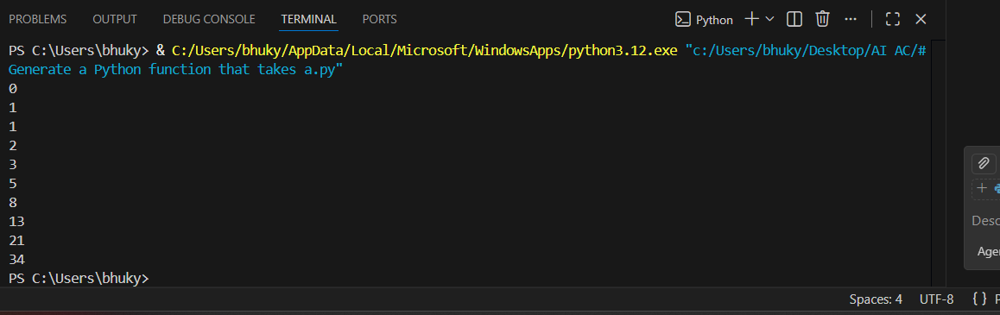 PROBLEMS OUTPUT DEBUG CONSOLE TERMINAL PORTS Python
PS C:\Users\bhuky> & C:/Users/bhuky/AppData/Local/Microsoft/WindowsApps/python3.12.exe "c:/Users/bhuky/Desktop/AI AC/#
Generate a Python function that takes a.py"
0
1
1
2
3
5
8
13
21
34
PS C:\Users\bhuky>
Desc
Age
Spaces: 4 UTF-8 {} P